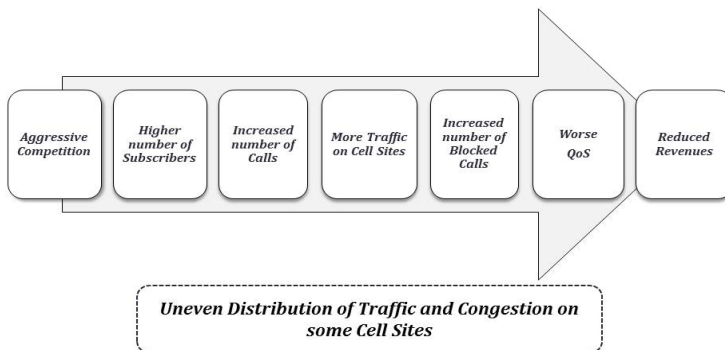 Aggressive
Competition
Higher
number of
Subscribers
Increased
number of
Calls
More Traffic
on Cell Sites
Increased
number of
Blocked
Calls
Worse
QoS
Reduced
Revenues
Uneven Distribution of Traffic and Congestion on
some Cell Sites